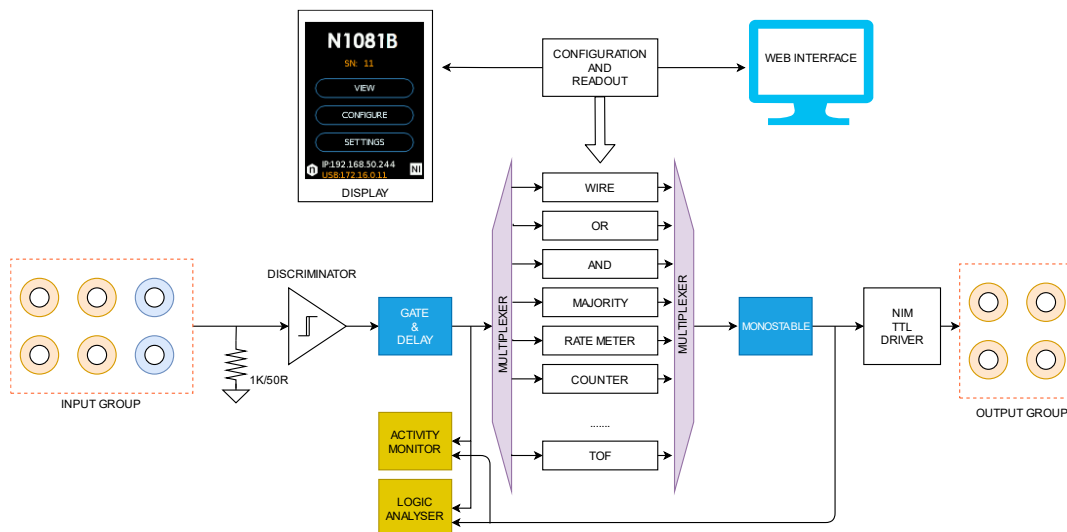 N1081B
SN: 11
VIEW
CONFIGURE
SETTINGS
n
IP:192.168.50.244
NI
USB:172.16.0.11
DISPLAY
CONFIGURATION
AND
READOUT
WEB INTERFACE
INPUT GROUP
1K/50R
DISCRIMINATOR
GATE
&
DELAY
ACTIVITY
MONITOR
LOGIC
ANALYSER
MULTIPLEXER
WIRE
OR
AND
MAJORITY
RATE METER
COUNTER
.......
TOF
MULTIPLEXER
MONOSTABLE
NIM
TTL
DRIVER
OUTPUT GROUP